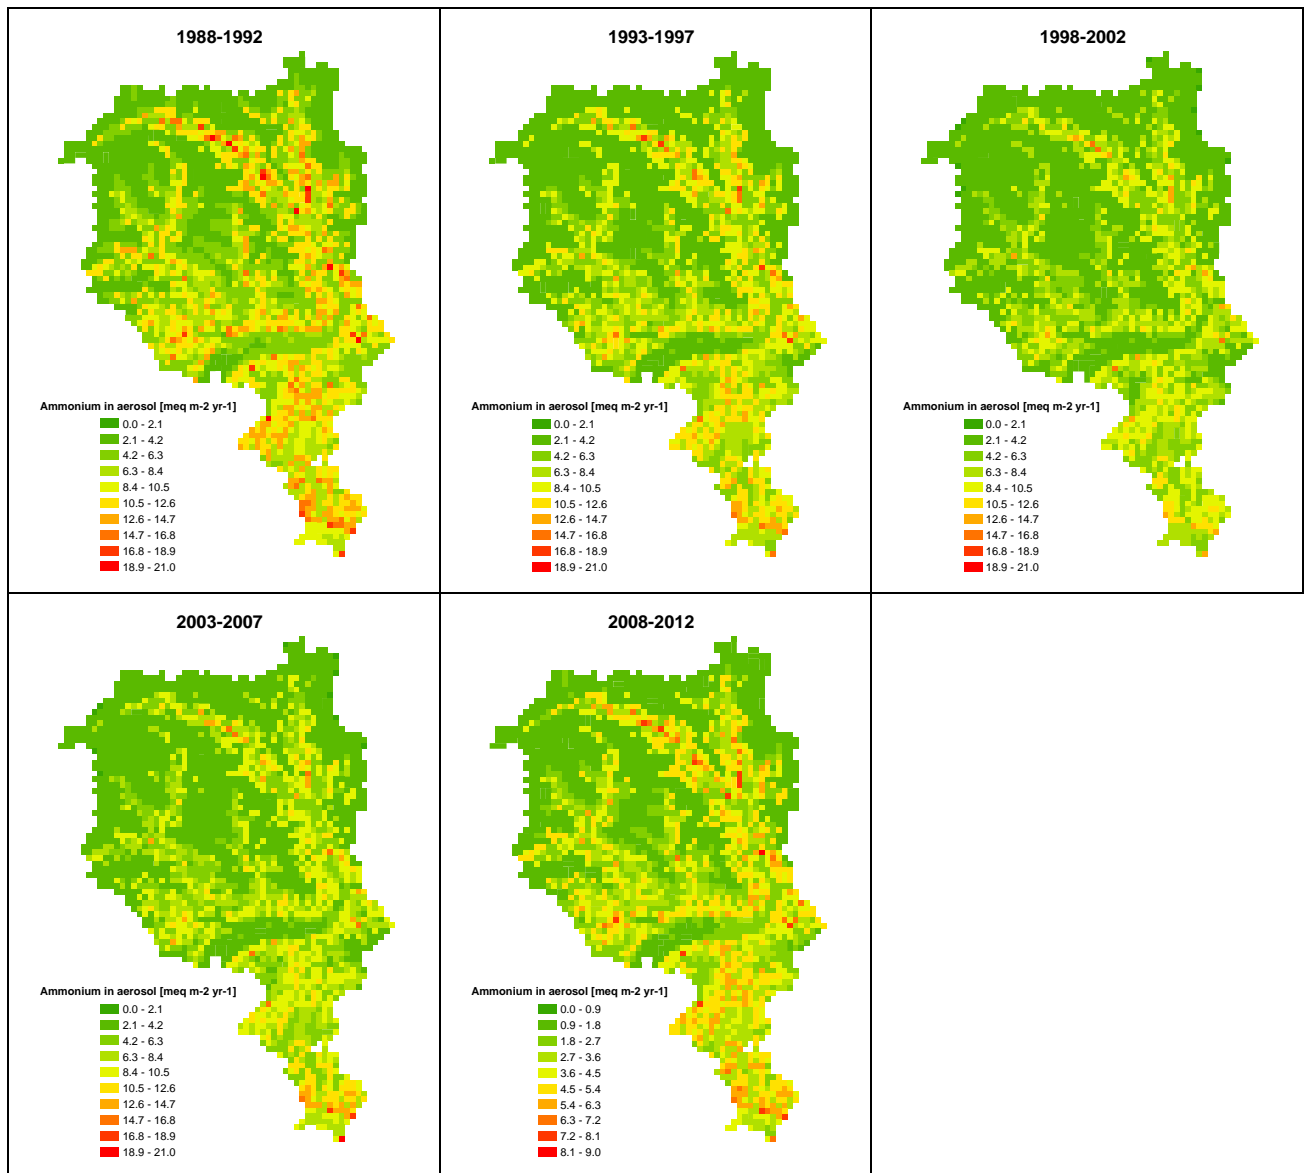 1988-1992
Ammonium in aerosol [meq m-2 yr-1]
0.0 - 2.1
2.1 - 4.2
4.2 - 6.3
6.3 - 8.4
8.4 - 10.5
10.5 - 12.6
12.6 - 14.7
14.7 - 16.8
16.8 - 18.9
18.9 - 21.0
1993-1997
Ammonium in aerosol [meq m-2 yr-1]
0.0 - 2.1
2.1 - 4.2
4.2 - 6.3
6.3 - 8.4
8.4 - 10.5
10.5 - 12.6
12.6 - 14.7
14.7 - 16.8
16.8 - 18.9
18.9 - 21.0
1998-2002
Ammonium in aerosol [meq m-2 yr-1]
0.0 - 2.1
2.1 - 4.2
4.2 - 6.3
6.3 - 8.4
8.4 - 10.5
10.5 - 12.6
12.6 - 14.7
14.7 - 16.8
16.8 - 18.9
18.9 - 21.0
2003-2007
Ammonium in aerosol [meq m-2 yr-1]
0.0 - 2.1
2.1 - 4.2
4.2 - 6.3
6.3 - 8.4
8.4 - 10.5
10.5 - 12.6
12.6 - 14.7
14.7 - 16.8
16.8 - 18.9
18.9 - 21.0
2008-2012
Ammonium in aerosol [meq m-2 yr-1]
0.0 - 0.9
0.9 - 1.8
1.8 - 2.7
2.7 - 3.6
3.6 - 4.5
4.5 - 5.4
5.4 - 6.3
6.3 - 7.2
7.2 - 8.1
8.1 - 9.0